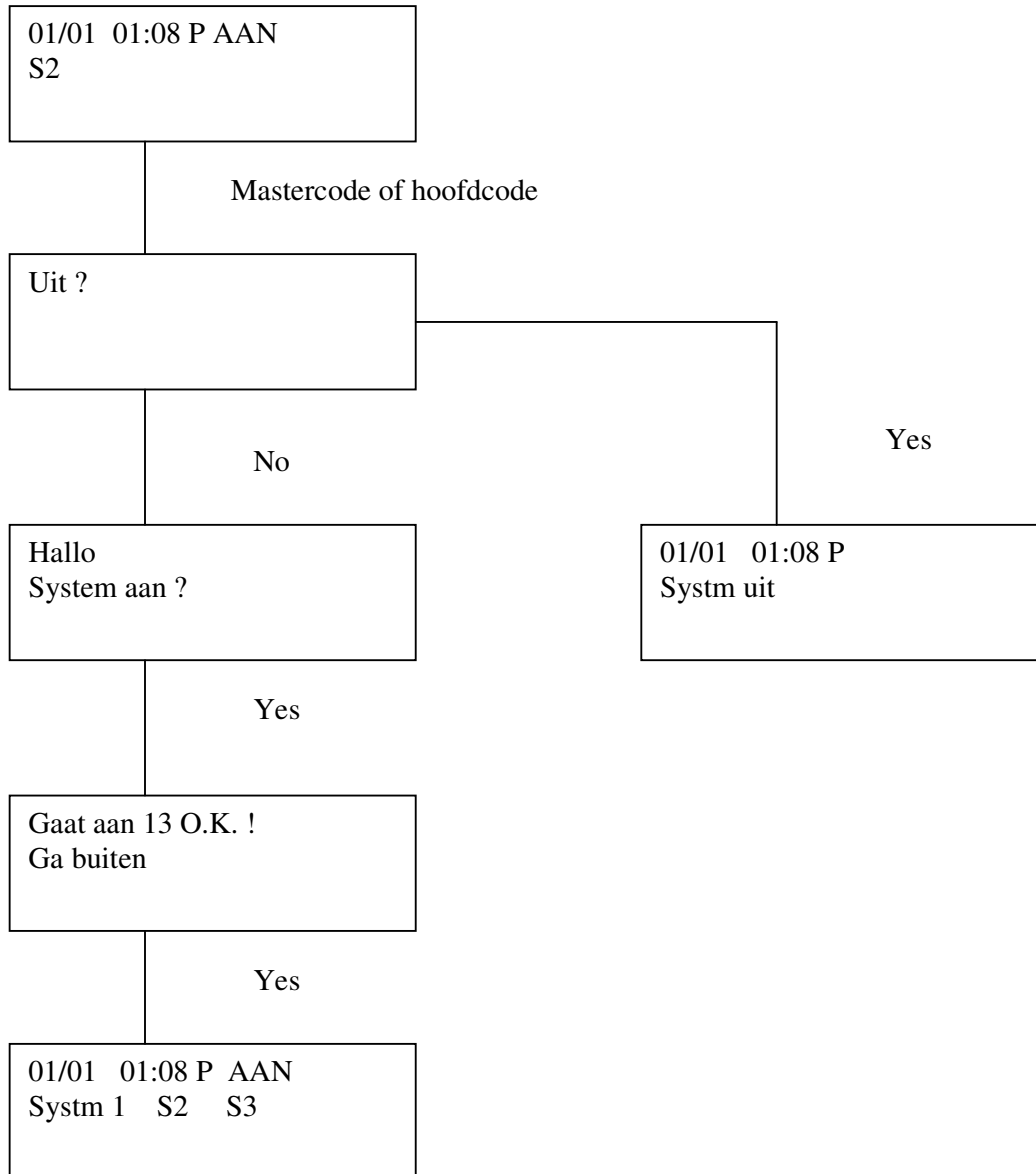 01/01 01:08 P AAN
S2
Mastercode of hoofdcode
Uit ?
Yes
No
Hallo
System aan ?
01/01 01:08 P
Systm uit
Yes
Gaat aan 13 O.K. !
Ga buiten
Yes
01/01 01:08 P AAN
Systm 1 S2 S3